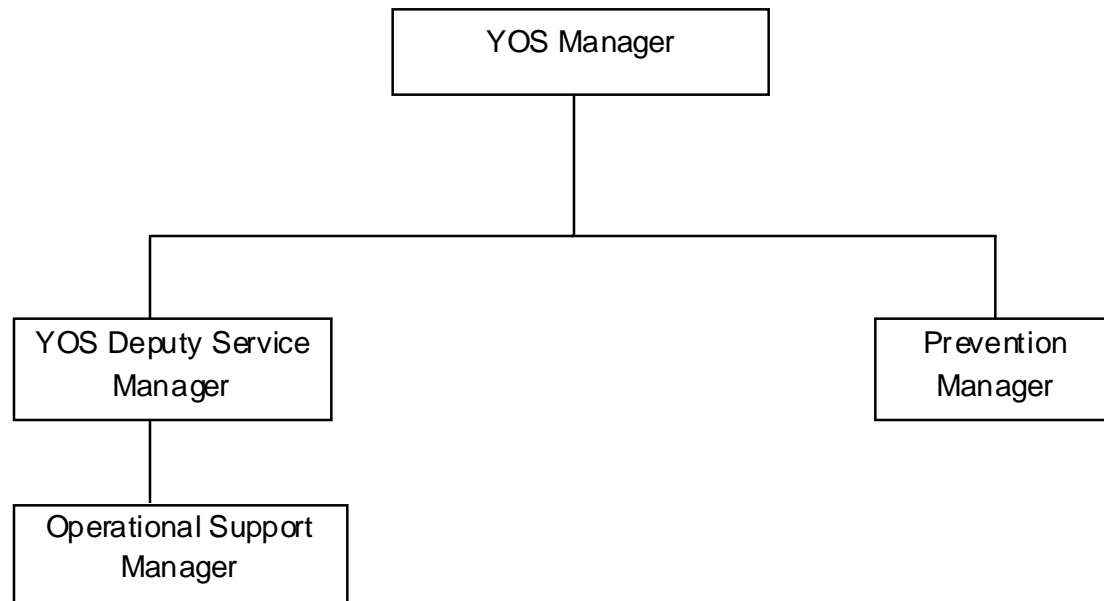 YOS Manager
YOS Deputy Service
Manager
Prevention
Manager
Operational Support
Manager